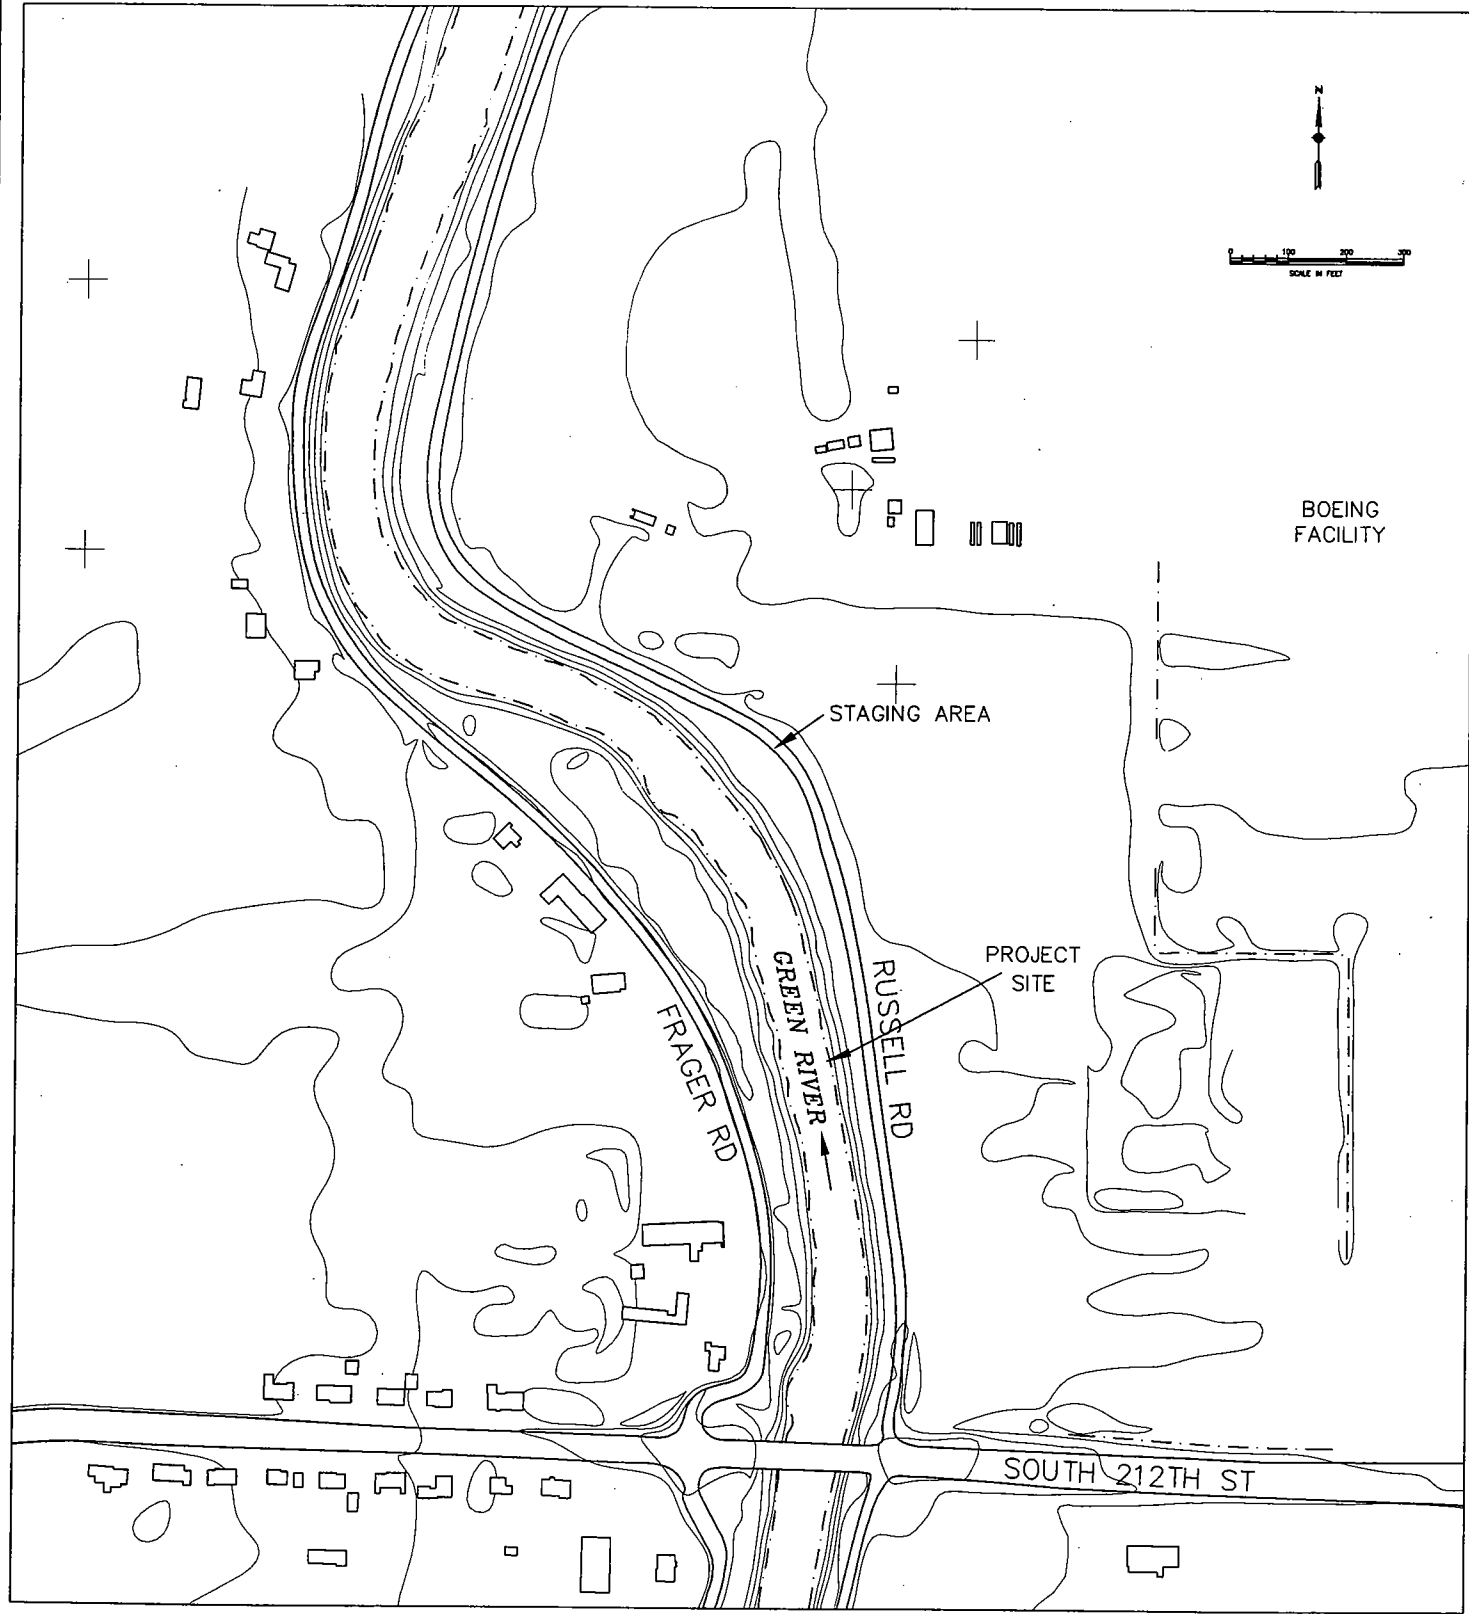 N
0 100 200 300
SCALE IN FEET
BOEING
FACILITY
STAGING AREA
PROJECT
SITE
GREEN RIVER
RUSSELL RD
FRAGER RD
SOUTH 212TH ST